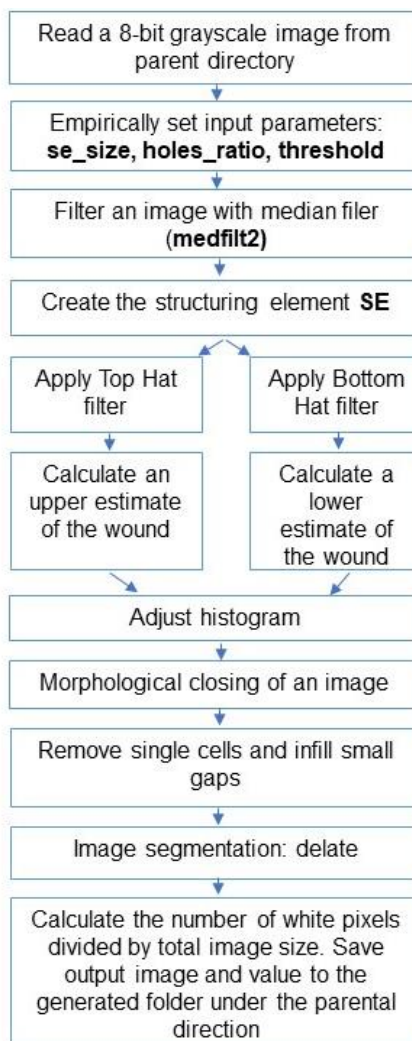 Read a 8-bit grayscale image from
parent directory
Empirically set input parameters:
se_size, holes_ratio, threshold
Filter an image with median filer
(medfilt2)
Create the structuring element SE
Apply Top Hat
filter
Apply Bottom
Hat filter
Calculate an
upper estimate
of the wound
Calculate a
lower
estimate of
the wound
Adjust histogram
Morphological closing of an image
Remove single cells and infill small
gaps
Image segmentation: delate
Calculate the number of white pixels
divided by total image size. Save
output image and value to the
generated folder under the parental
direction